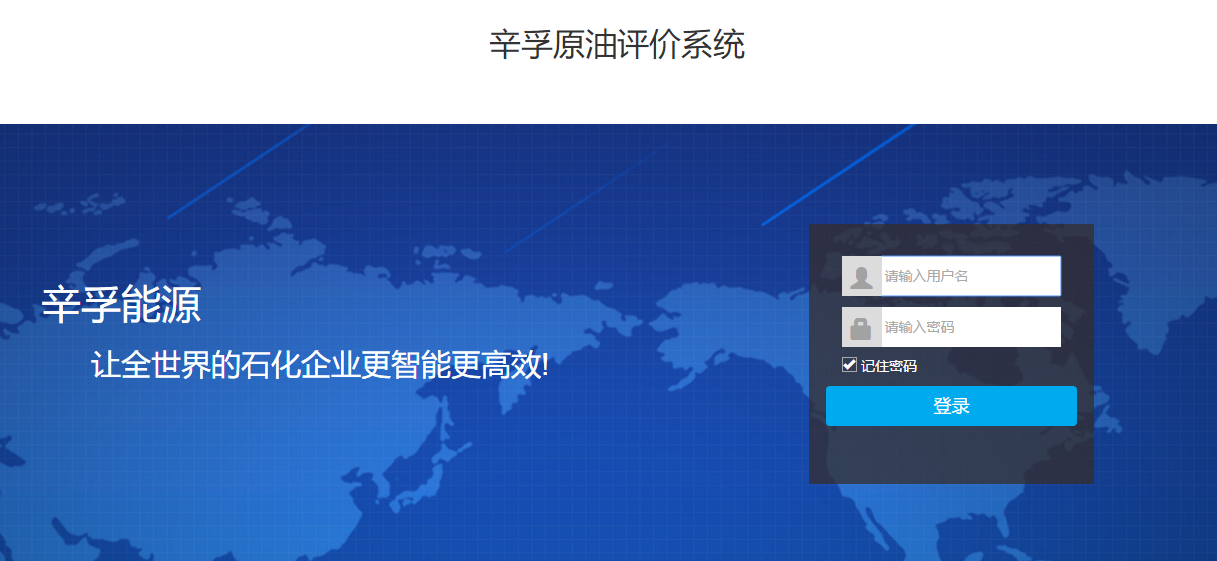 辛孚原油评价系统
辛孚能源
让全世界的石化企业更智能更高效!
请输入用户名
请输入密码
记住密码
登录